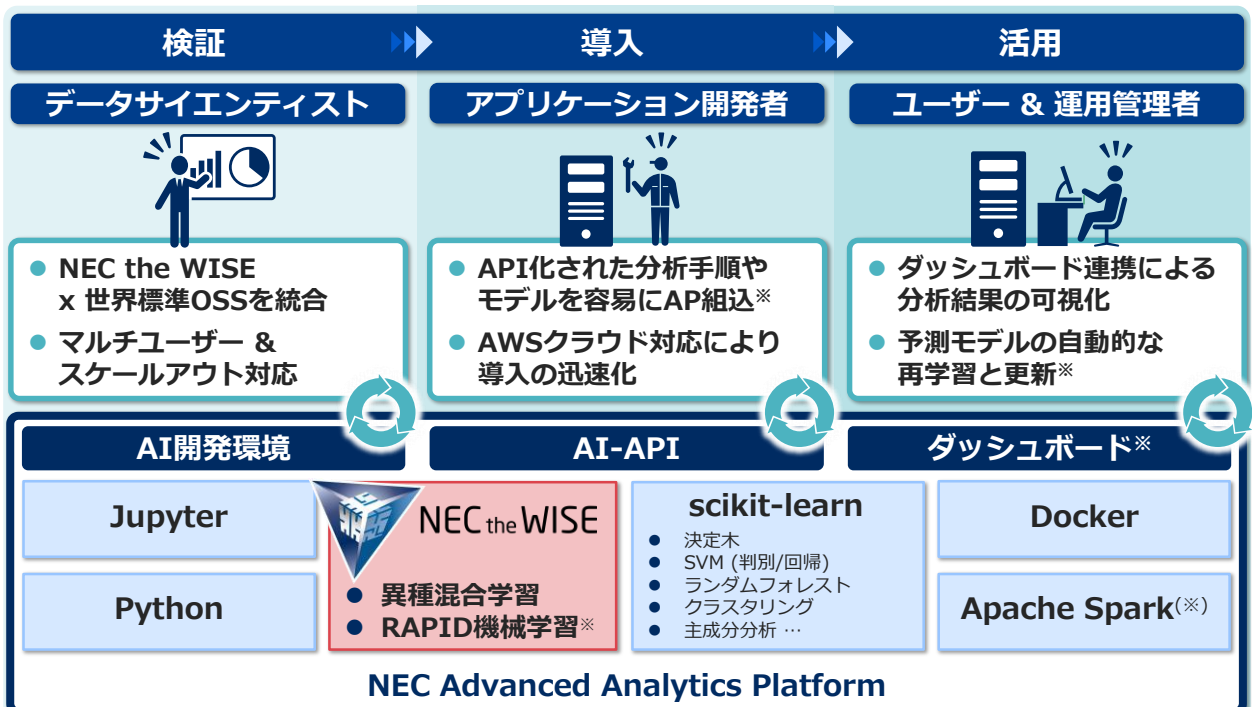 検証
導入
活用
データサイエンティスト
アプリケーション開発者
ユーザー & 運用管理者
● NEC the WISE
x 世界標準OSSを統合
● マルチユーザー &
スケールアウト対応
● API化された分析手順や
モデルを容易にAP組込※
● AWSクラウド対応により
導入の迅速化
● ダッシュボード連携による
分析結果の可視化
● 予測モデルの自動的な
再学習と更新※
AI開発環境
AI-API
ダッシュボード※
Jupyter
Python
NEC the WISE
● 異種混合学習
● RAPID機械学習※
scikit-learn
● 決定木
● SVM (判別/回帰)
● ランダムフォレスト
● クラスタリング
● 主成分分析 …
Docker
Apache Spark(※)
NEC Advanced Analytics Platform